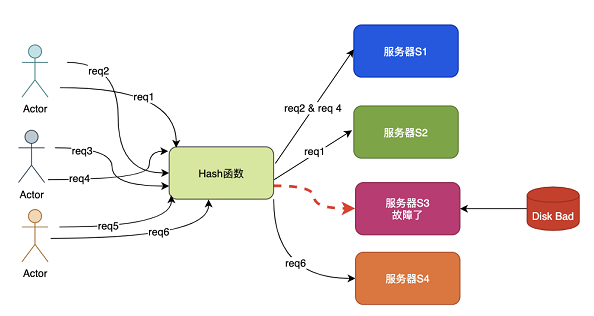 req2
req1
Actor
req3
req4
Actor
req5
req6
Actor
Hash函数
req2 & req 4
req1
req6
服务器S1
服务器S2
服务器S3
故障了
服务器S4
Disk Bad